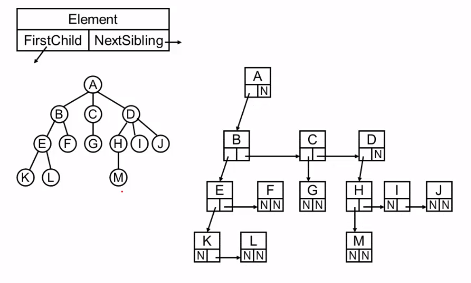 Element
FirstChild NextSibling
A
B C D
E F G H I J
K L M
A
N
B C D
N
E F G H I J
N N N N N N N
K L M
N N N N N